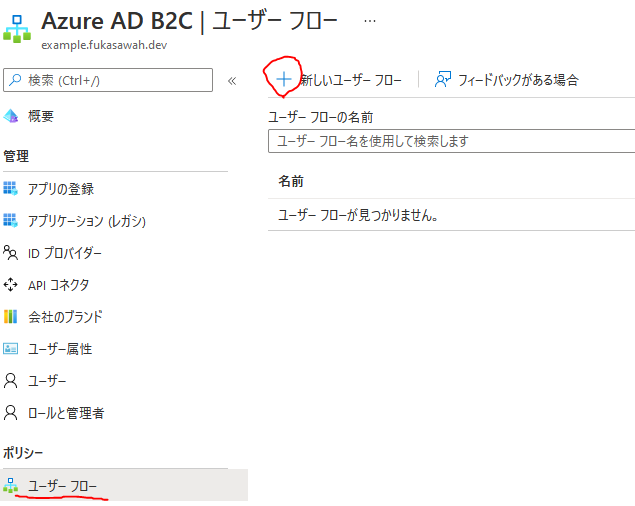 Azure AD B2C | ユーザー フロー …
example.fukasawah.dev
検索 (Ctrl+/) «
新しいユーザー フロー
フィードバックがある場合
概要
ユーザー フローの名前
ユーザー フロー名を使用して検索します
管理
名前
アプリの登録
ユーザー フローが見つかりません。
アプリケーション (レガシ)
ID プロバイダー
API コネクタ
会社のブランド
ユーザー属性
ユーザー
ロールと管理者
ポリシー
ユーザー フロー